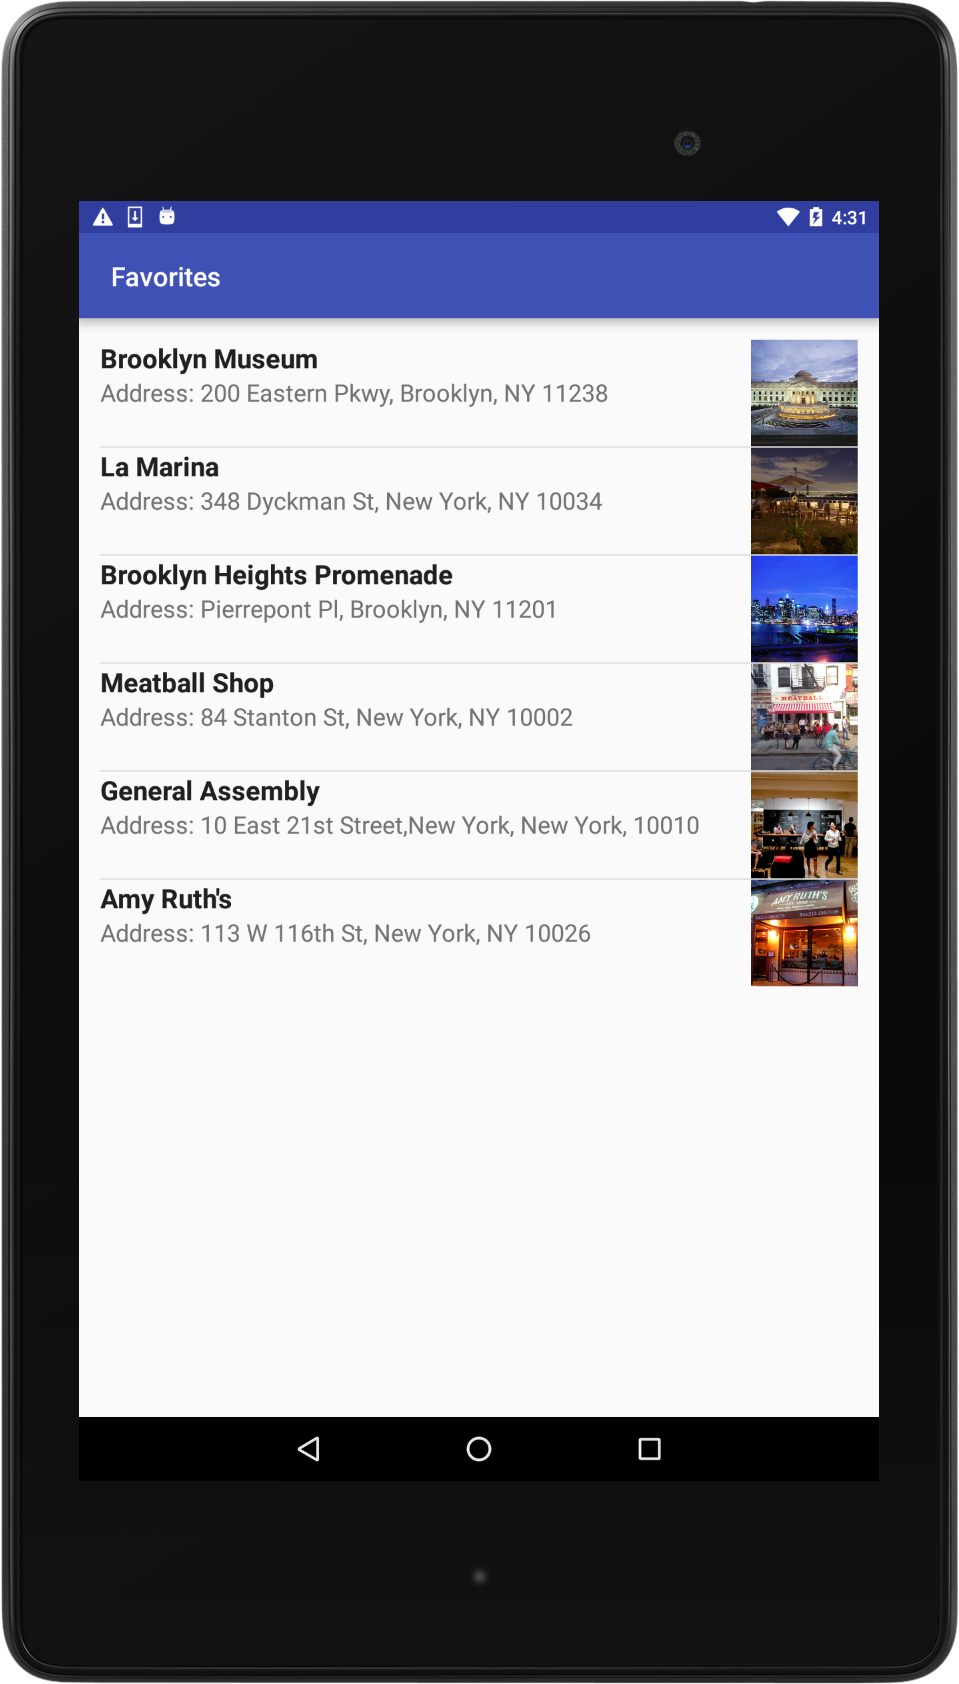 4:31
Favorites
Brooklyn Museum
Address: 200 Eastern Pkwy, Brooklyn, NY 11238
La Marina
Address: 348 Dyckman St, New York, NY 10034
Brooklyn Heights Promenade
Address: Pierrepont Pl, Brooklyn, NY 11201
Meatball Shop
Address: 84 Stanton St, New York, NY 10002
MEATBALL
General Assembly
Address: 10 East 21st Street,New York, New York, 10010
Amy Ruth's
Address: 113 W 116th St, New York, NY 10026
AMY RUTH'S